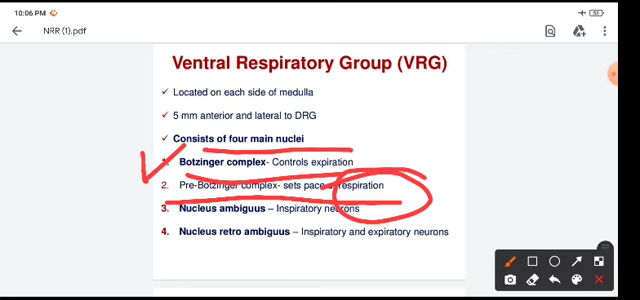 10:06 PM
53
NRR (1).pdf
Ventral Respiratory Group (VRG)
✓ Located on each side of medulla
✓ 5 mm anterior and lateral to DRG
✓ Consists of four main nuclei
1. Botzinger complex- Controls expiration
2. Pre-Botzinger complex- sets pace respiration
3. Nucleus ambiguus – Inspiratory neurons
4. Nucleus retro ambiguus – Inspiratory and expiratory neurons